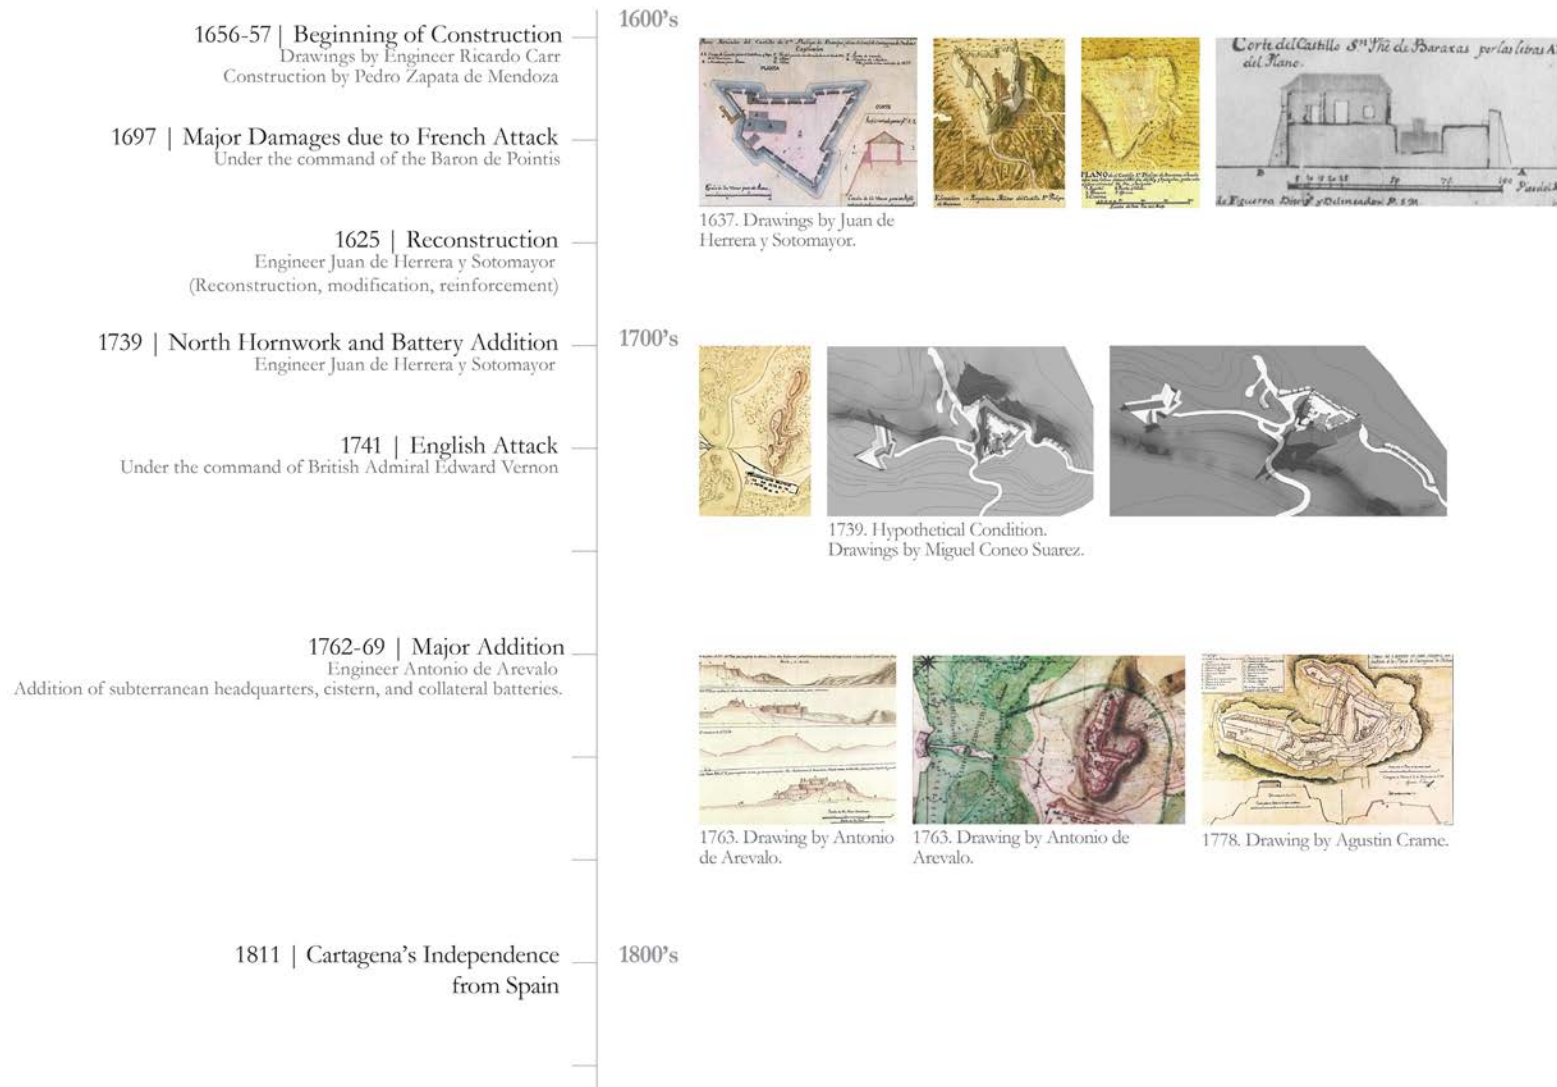 1656-57 | Beginning of Construction
Drawings by Engineer Ricardo Carr
Construction by Pedro Zapata de Mendoza
1697 | Major Damages due to French Attack
Under the command of the Baron de Pointis
1625 | Reconstruction
Engineer Juan de Herrera y Sotomayor
(Reconstruction, modification, reinforcement)
1739 | North Hornwork and Battery Addition
Engineer Juan de Herrera y Sotomayor
1741 | English Attack
Under the command of British Admiral Edward Vernon
1762-69 | Major Addition
Engineer Antonio de Arevalo
Addition of subterranean headquarters, cistern, and collateral batteries.
1811 | Cartagena’s Independence
from Spain
1600’s
1700’s
1800’s
PLANTA
CORTE
PLANO
Corte del Castillo Sn Phe de Baraxas por las letras A
del Plano.
B
A
1637. Drawings by Juan de
Herrera y Sotomayor.
1739. Hypothetical Condition.
Drawings by Miguel Coneo Suarez.
1763. Drawing by Antonio
de Arevalo.
1763. Drawing by Antonio de
Arevalo.
1778. Drawing by Agustin Crame.